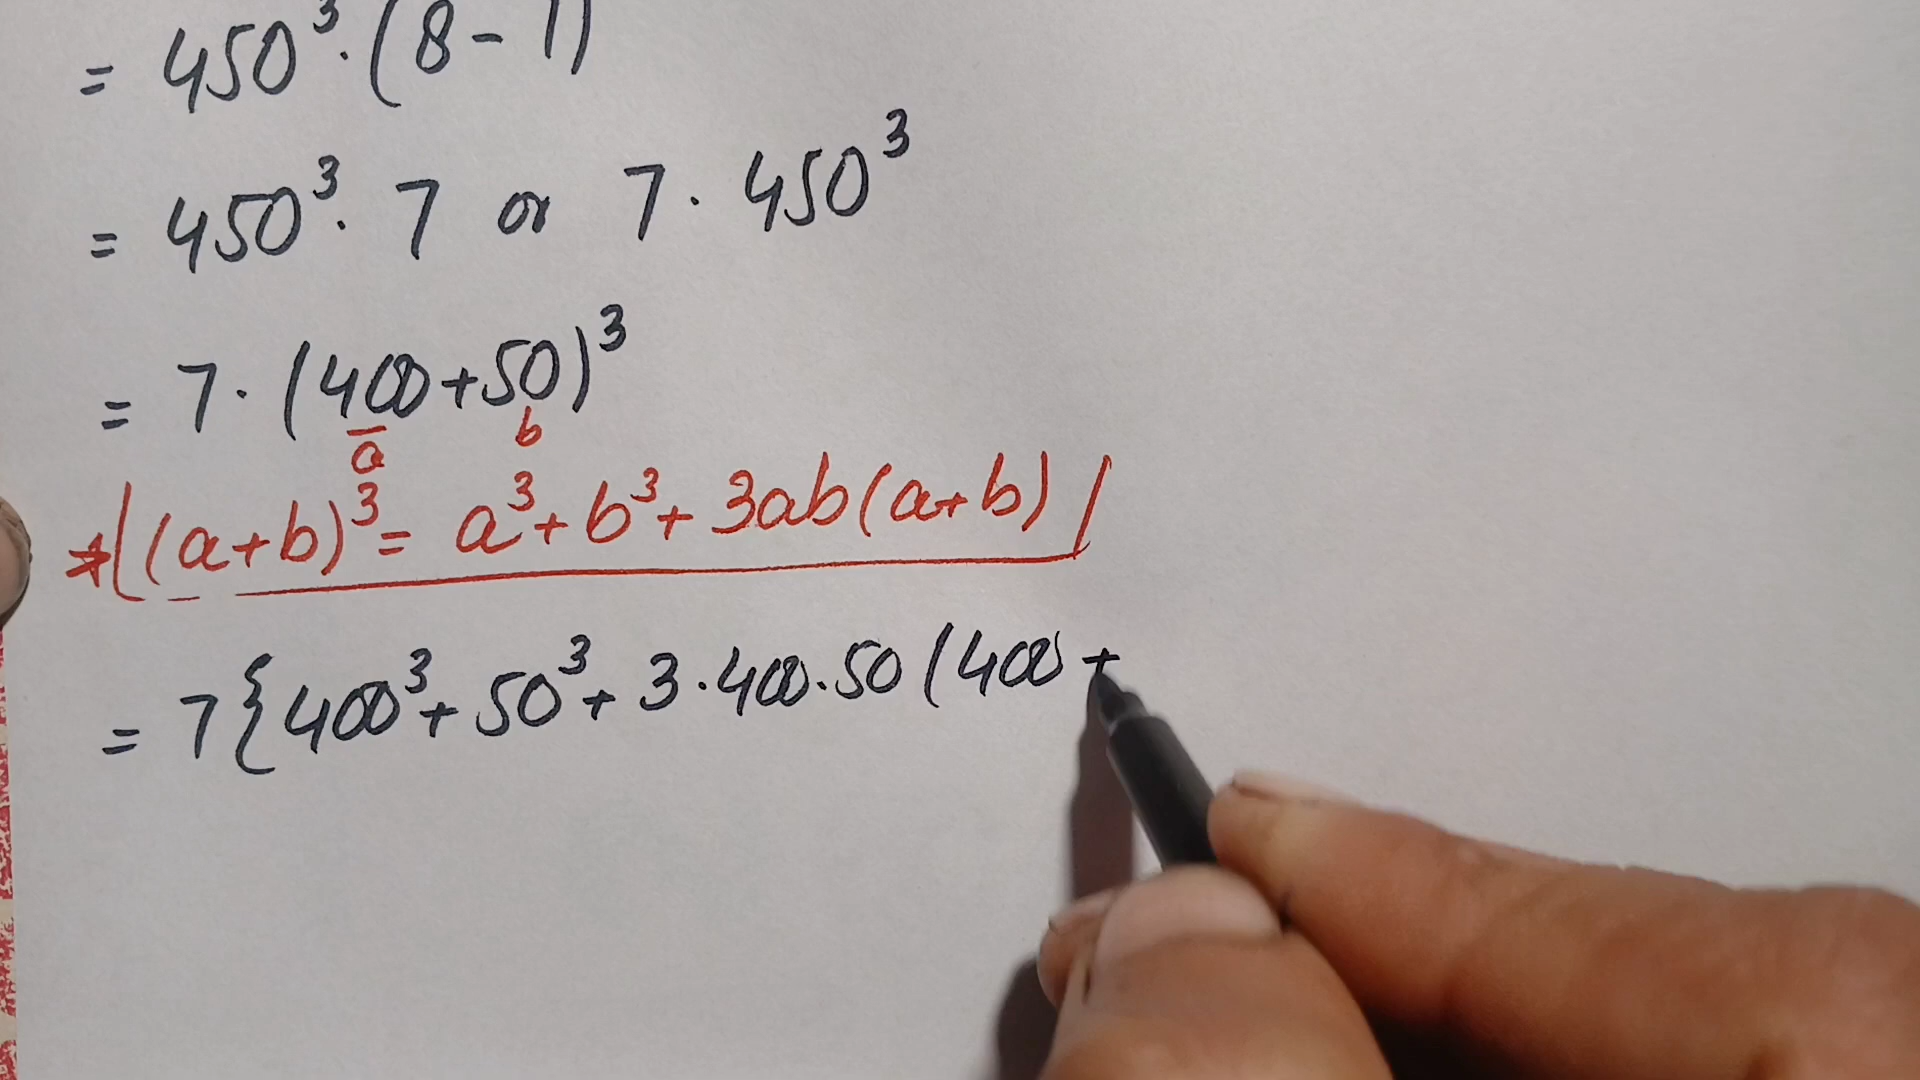 = 450³ · (8 - 1)
= 450³ · 7 or 7 · 450³
= 7 · (400+50)³
a b
*(a+b)³ = a³ + b³ + 3ab(a+b)
= 7{400³ + 50³ + 3 · 400 · 50 (400 +